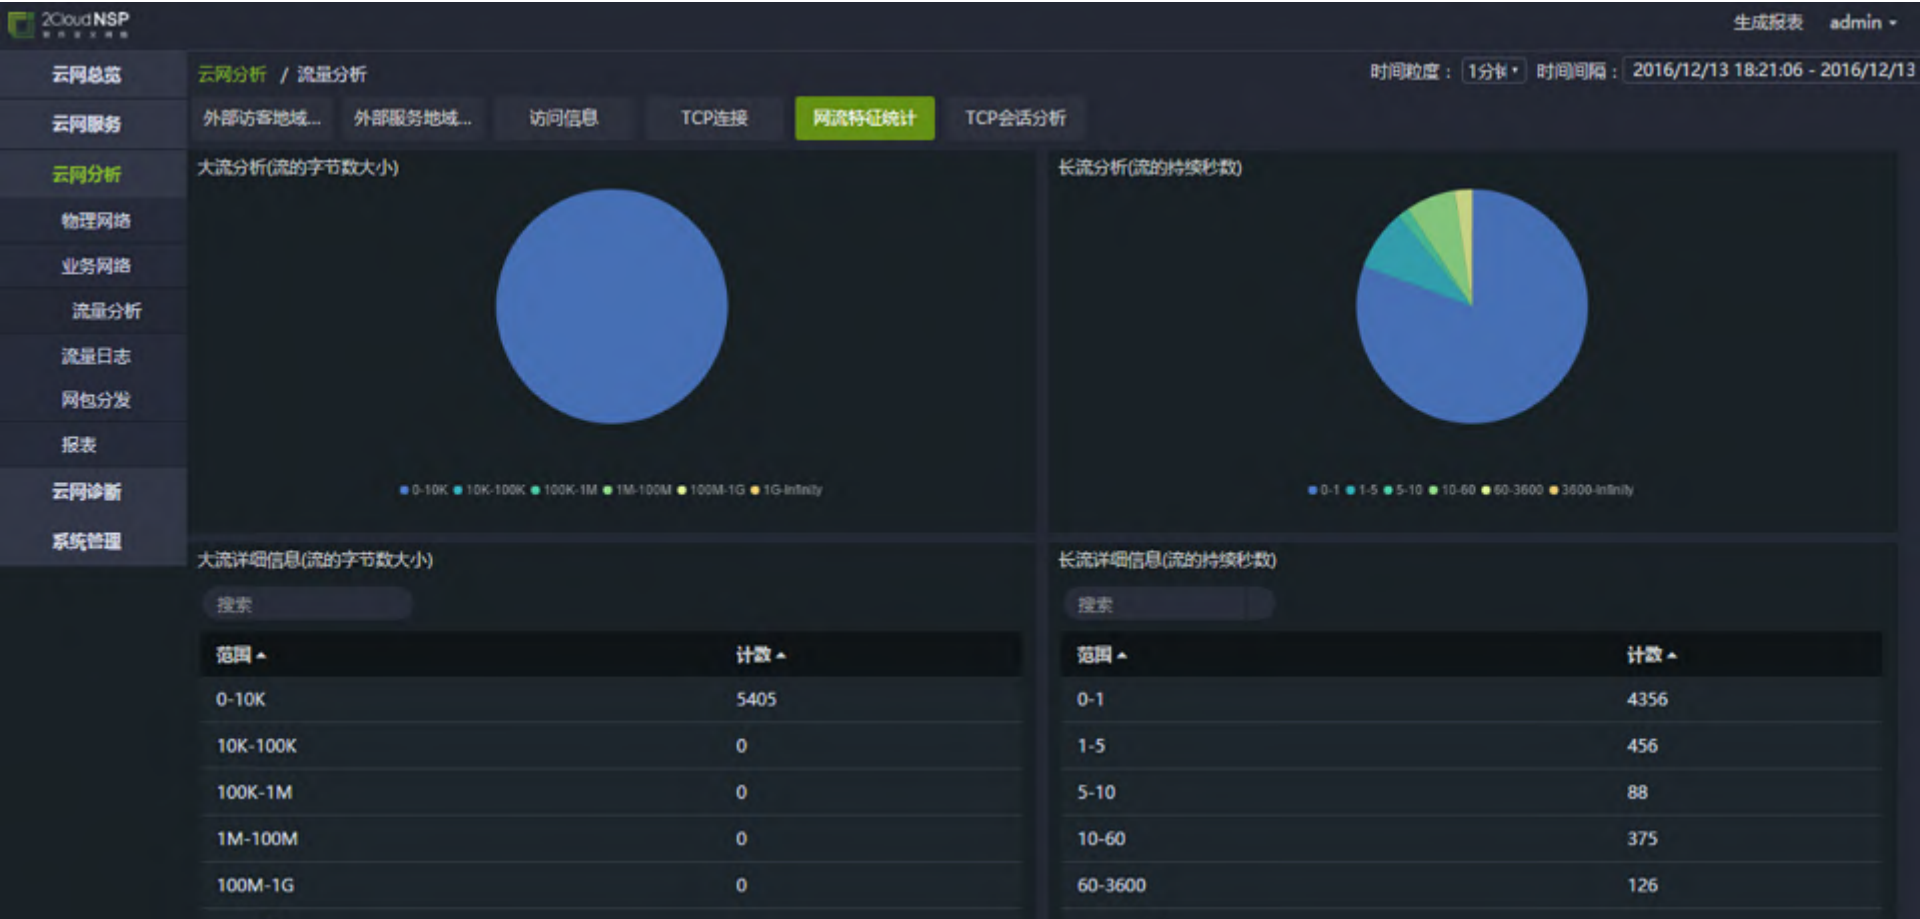 2Cloud NSP
生成报表 admin
云网总览
云网服务
云网分析
物理网络
业务网络
流量分析
流量日志
网包分发
报表
云网诊断
系统管理
云网分析 / 流量分析
时间粒度： 1分钟 时间间隔： 2016/12/13 18:21:06 - 2016/12/13
外部访客地域... 外部服务地域... 访问信息 TCP连接 网流特征统计 TCP会话分析
大流分析(流的字节数大小)
0-10K 10K-100K 100K-1M 1M-100M 100M-1G 1G-Infinity
长流分析(流的持续秒数)
0-1 1-5 5-10 10-60 60-3600 3600-Infinity
大流详细信息(流的字节数大小)
搜索
范围 计数
0-10K 5405
10K-100K 0
100K-1M 0
1M-100M 0
100M-1G 0
长流详细信息(流的持续秒数)
搜索
范围 计数
0-1 4356
1-5 456
5-10 88
10-60 375
60-3600 126